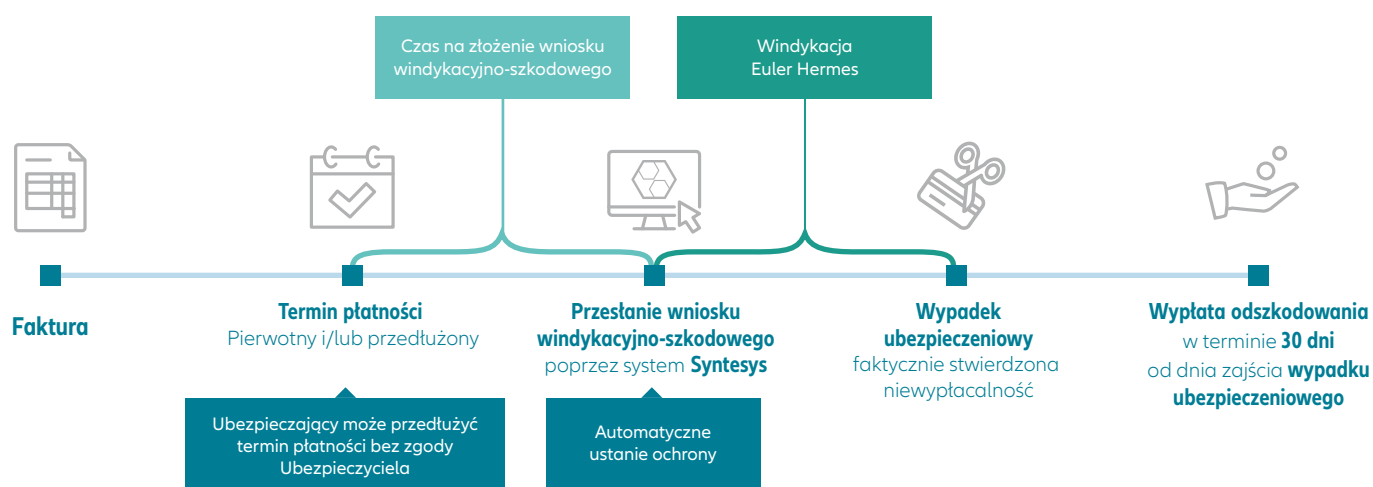 Czas na złożenie wniosku
windykacyjno-szkodowego
Windykacja
Euler Hermes
Faktura
Termin płatności
Pierwotny i/lub przedłużony
Przesłanie wniosku
windykacyjno-szkodowego
poprzez system Syntesys
Wypadek
ubezpieczeniowy
faktycznie stwierdzona
niewypłacalność
Wypłata odszkodowania
w terminie 30 dni
od dnia zajścia wypadku
ubezpieczeniowego
Ubezpieczający może przedłużyć
termin płatności bez zgody
Ubezpieczyciela
Automatyczne
ustanie ochrony